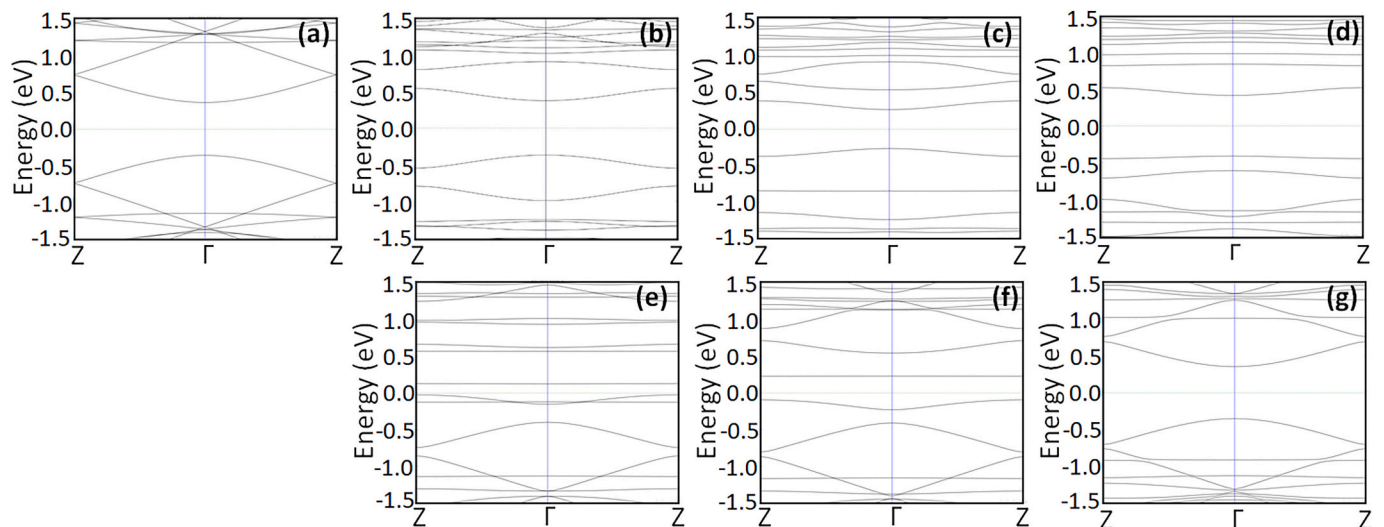 1.5 (a) 1.5 (b) 1.5 (c) 1.5 (d)
1.0 1.0 1.0 1.0
0.5 0.5 0.5 0.5
0.0 0.0 0.0 0.0
-0.5 -0.5 -0.5 -0.5
-1.0 -1.0 -1.0 -1.0
-1.5 -1.5 -1.5 -1.5
Energy (eV) Energy (eV) Energy (eV) Energy (eV)
Z Γ Z Z Γ Z Z Γ Z Z Γ Z
1.5 (e) 1.5 (f) 1.5 (g)
1.0 1.0 1.0
0.5 0.5 0.5
0.0 0.0 0.0
-0.5 -0.5 -0.5
-1.0 -1.0 -1.0
-1.5 -1.5 -1.5
Energy (eV) Energy (eV) Energy (eV)
Z Γ Z Z Γ Z Z Γ Z